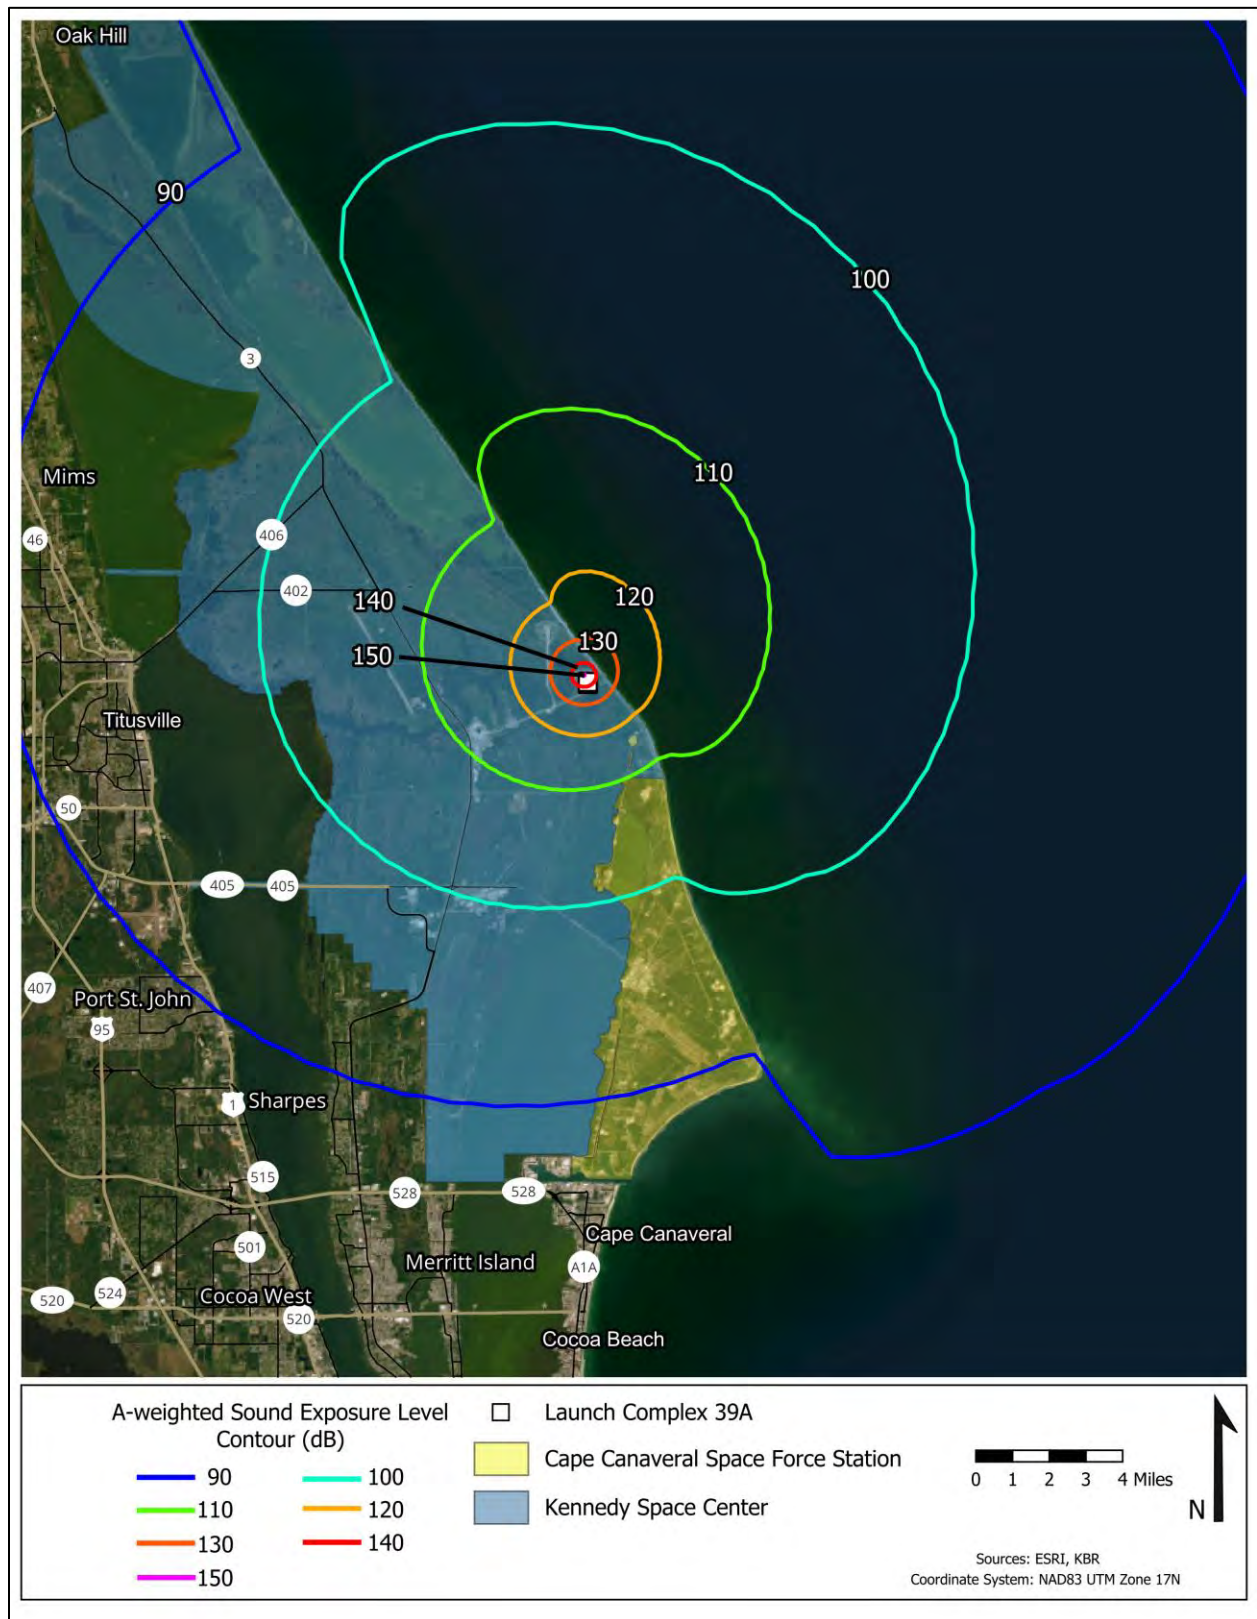 Oak Hill
90
100
3
110
Mims
46
406
402
140
120
130
150
Titusville
50
405
405
407
Port St. John
95
1
Sharpes
515
528
528
501
Cape Canaveral
Merritt Island
A1A
524
520
Cocoa West
520
Cocoa Beach
A-weighted Sound Exposure Level
Contour (dB)
90
100
110
120
130
140
150
Launch Complex 39A
Cape Canaveral Space Force Station
Kennedy Space Center
0 1 2 3 4 Miles
N
Sources: ESRI, KBR
Coordinate System: NAD83 UTM Zone 17N